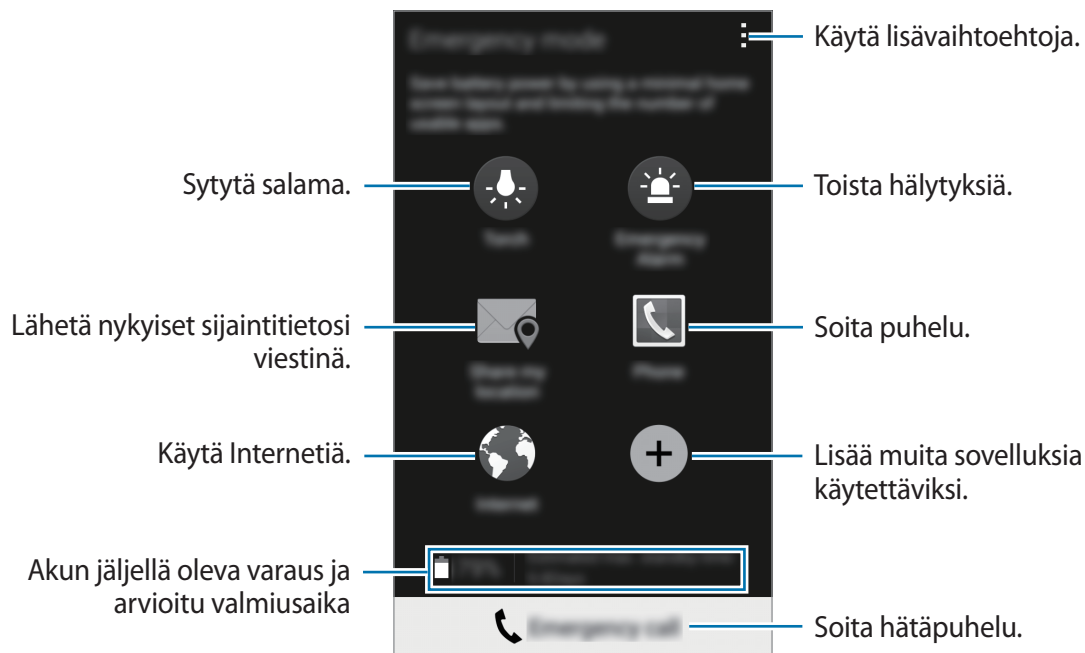 Käytä lisävaihtoehtoja.
Emergency mode
Save battery power by using a minimal home
screen layout and limiting the number of
usable apps.
Sytytä salama.
Toista hälytyksiä.
Torch
Emergency
Alarm
Lähetä nykyiset sijaintitietosi
viestinä.
Soita puhelu.
Share my
location
Phone
Käytä Internetiä.
Lisää muita sovelluksia
käytettäviksi.
Internet
Akun jäljellä oleva varaus ja
arvioitu valmiusaika
Emergency call
Soita hätäpuhelu.